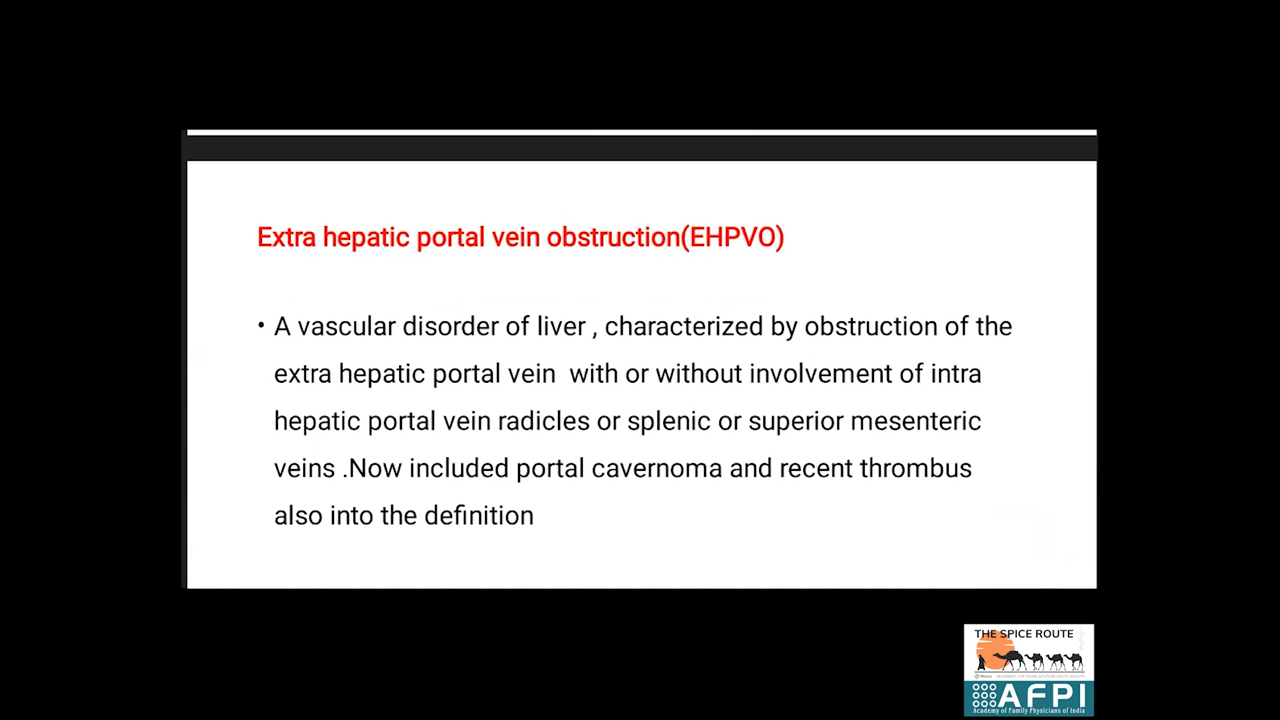 Extra hepatic portal vein obstruction(EHPVO)
• A vascular disorder of liver , characterized by obstruction of the
extra hepatic portal vein with or without involvement of intra
hepatic portal vein radicles or splenic or superior mesenteric
veins .Now included portal cavernoma and recent thrombus
also into the definition
THE SPICE ROUTE
AFPI
Academy of Family Physicians of India